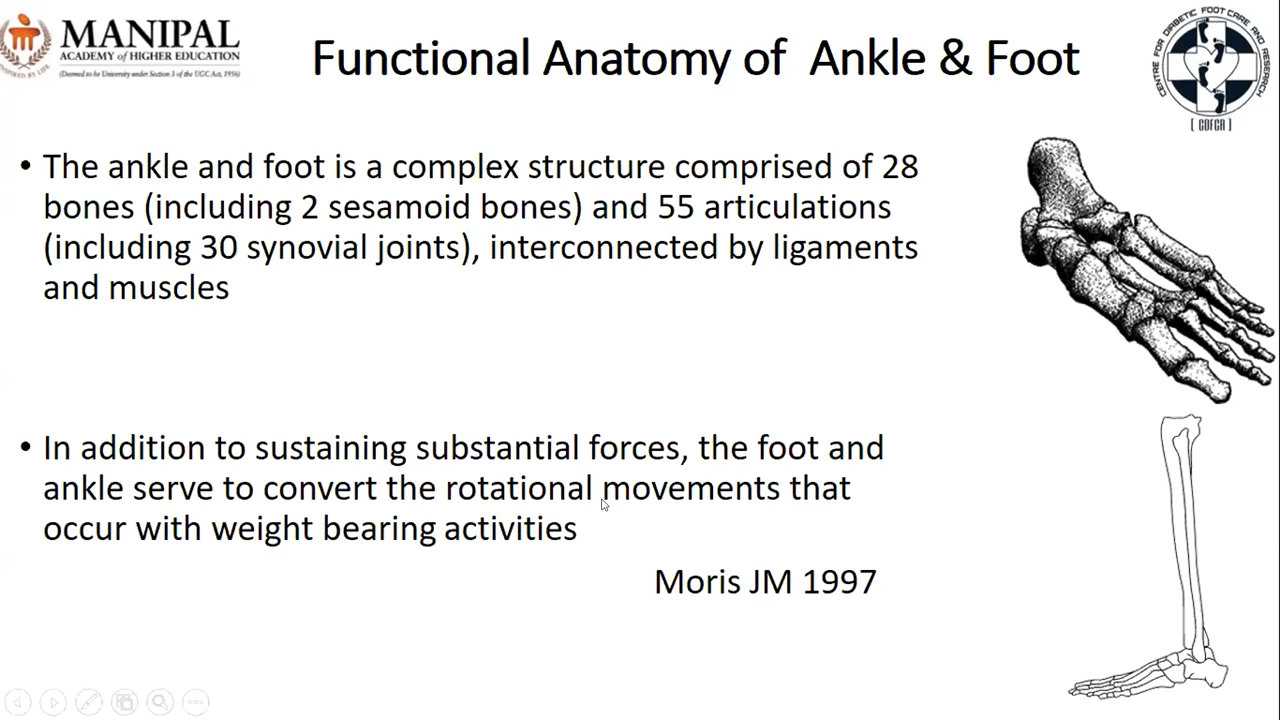 MANIPAL
ACADEMY of HIGHER EDUCATION
(Deemed to be University under Section 3 of the UGC Act, 1956)
INSPIRED BY LIFE
Functional Anatomy of Ankle & Foot
CENTRE FOR DIABETIC FOOT CARE AND RESEARCH
[ CDFCR ]
• The ankle and foot is a complex structure comprised of 28
bones (including 2 sesamoid bones) and 55 articulations
(including 30 synovial joints), interconnected by ligaments
and muscles
• In addition to sustaining substantial forces, the foot and
ankle serve to convert the rotational movements that
occur with weight bearing activities
Moris JM 1997